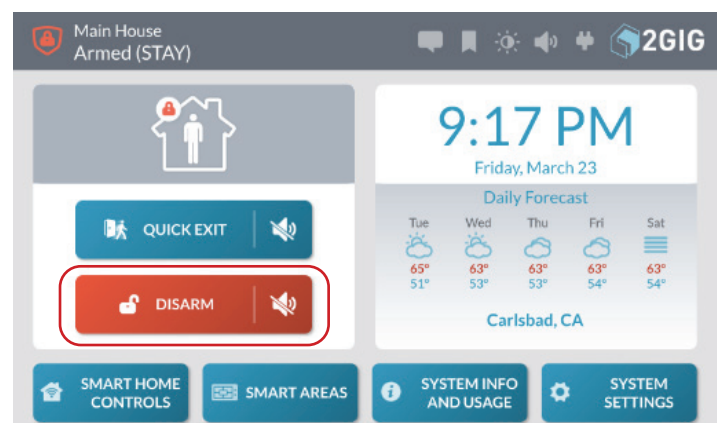 Main House
Armed (STAY)
2GIG
9:17 PM
Friday, March 23
Daily Forecast
Tue Wed Thu Fri Sat
65° 63° 63° 63° 63°
51° 53° 53° 54° 54°
Carlsbad, CA
QUICK EXIT
DISARM
SMART HOME
CONTROLS
SMART AREAS
SYSTEM INFO
AND USAGE
SYSTEM
SETTINGS